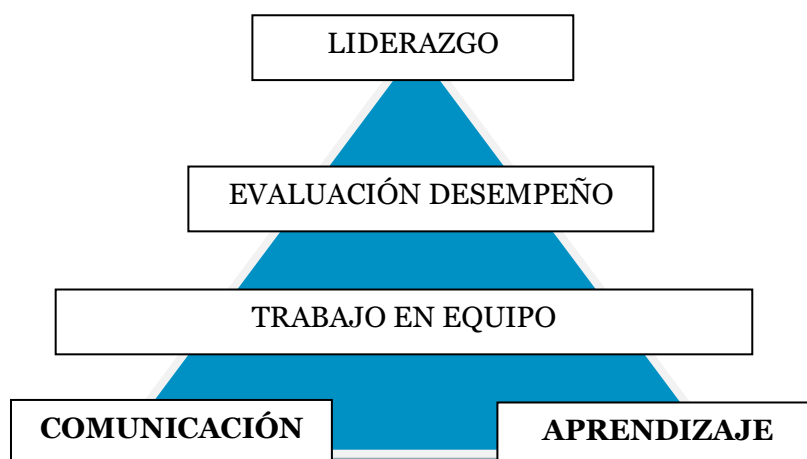 LIDERAZGO
EVALUACIÓN DESEMPEÑO
TRABAJO EN EQUIPO
COMUNICACIÓN
APRENDIZAJE